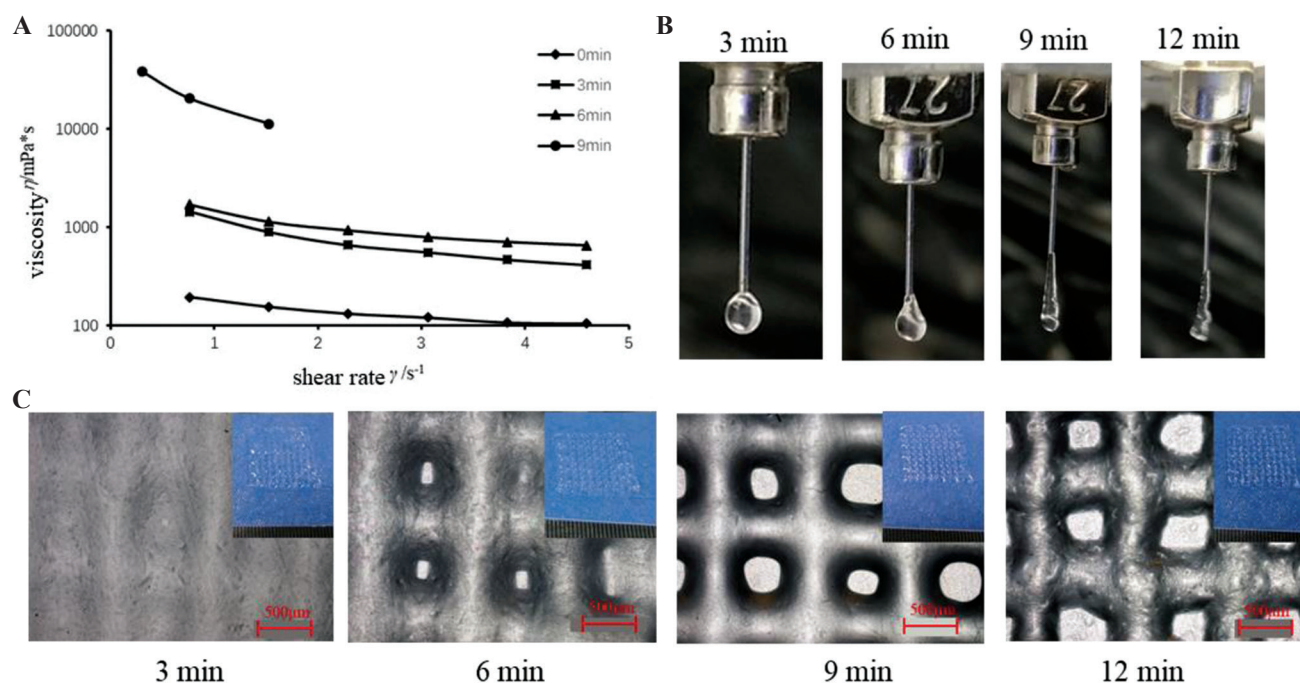 A
100000
10000
1000
100
0
1
2
3
4
5
viscosity η/mPa*s
shear rate γ /s-1
0min
3min
6min
9min
B
3 min
6 min
9 min
12 min
27
27
C
500μm
500μm
500μm
500μm
3 min
6 min
9 min
12 min